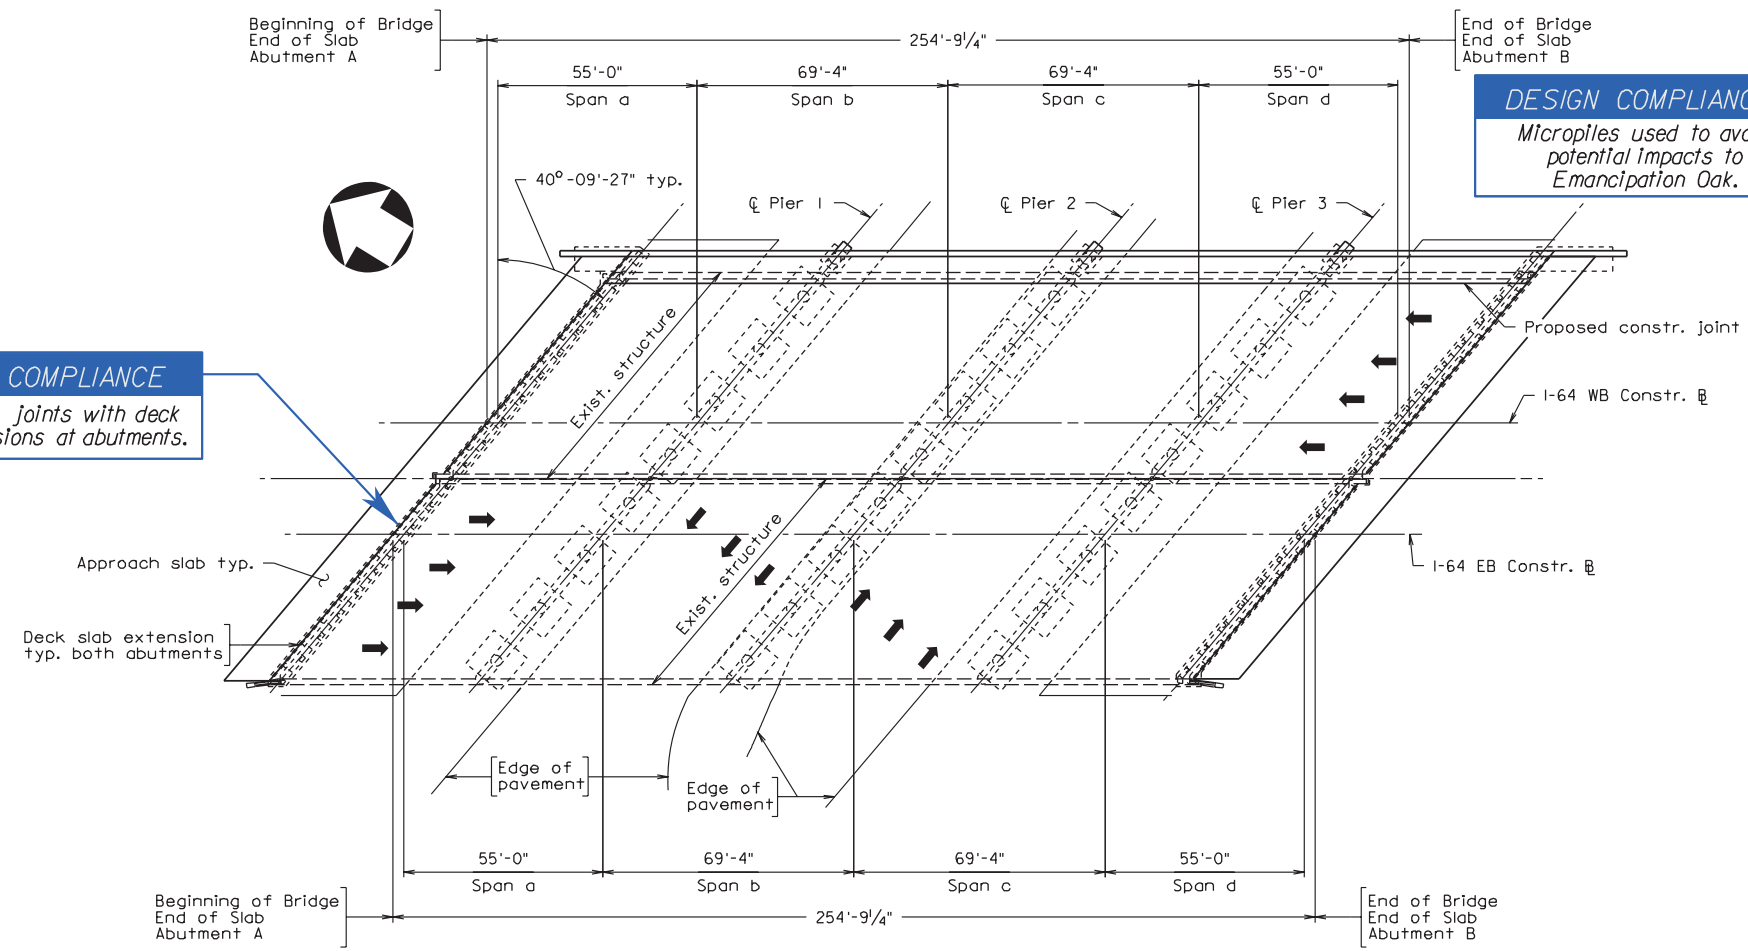 Beginning of Bridge
End of Slab
Abutment A
254'-9 1/4"
End of Bridge
End of Slab
Abutment B
55'-0"
69'-4"
69'-4"
55'-0"
Span a
Span b
Span c
Span d
DESIGN COMPLIANC
Micropiles used to avo
potential impacts to
Emancipation Oak.
40°-09'-27" typ.
℄ Pier 1
℄ Pier 2
℄ Pier 3
Exist. structure
Proposed constr. joint
COMPLIANCE
joints with deck
sions at abutments.
I-64 WB Constr. B̲L
Exist. structure
Approach slab typ.
I-64 EB Constr. B̲L
Deck slab extension
typ. both abutments
Edge of
pavement
Edge of
pavement
55'-0"
69'-4"
69'-4"
55'-0"
Span a
Span b
Span c
Span d
Beginning of Bridge
End of Slab
Abutment A
254'-9 1/4"
End of Bridge
End of Slab
Abutment B